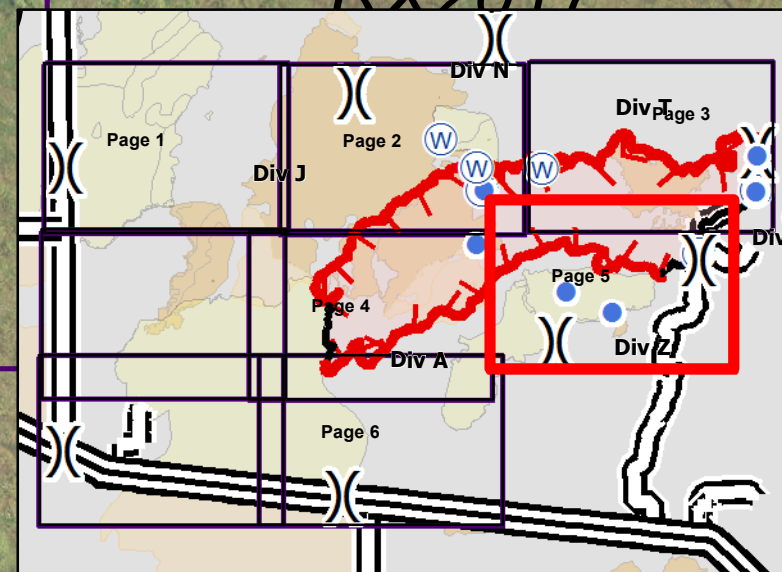 Div N
Div T
Page 3
Page 1
Page 2
W
W
W
Div J
Div
Page 5
Page 4
Div Z
Div A
Page 6